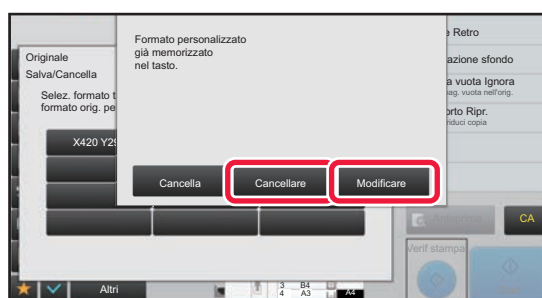 Formato personalizzato
già memorizzato
nel tasto.
Cancella
Cancellare
Modificare
Originale
Salva/Cancella
Selez. formato t
formato orig. pe
X420 Y29
Retro
azione sfondo
a vuota Ignora
pag. vuota nell'orig.
orto Ripr.
riduci copia
CA
Verif stampa
Altri
3 B4
4 A3
A4